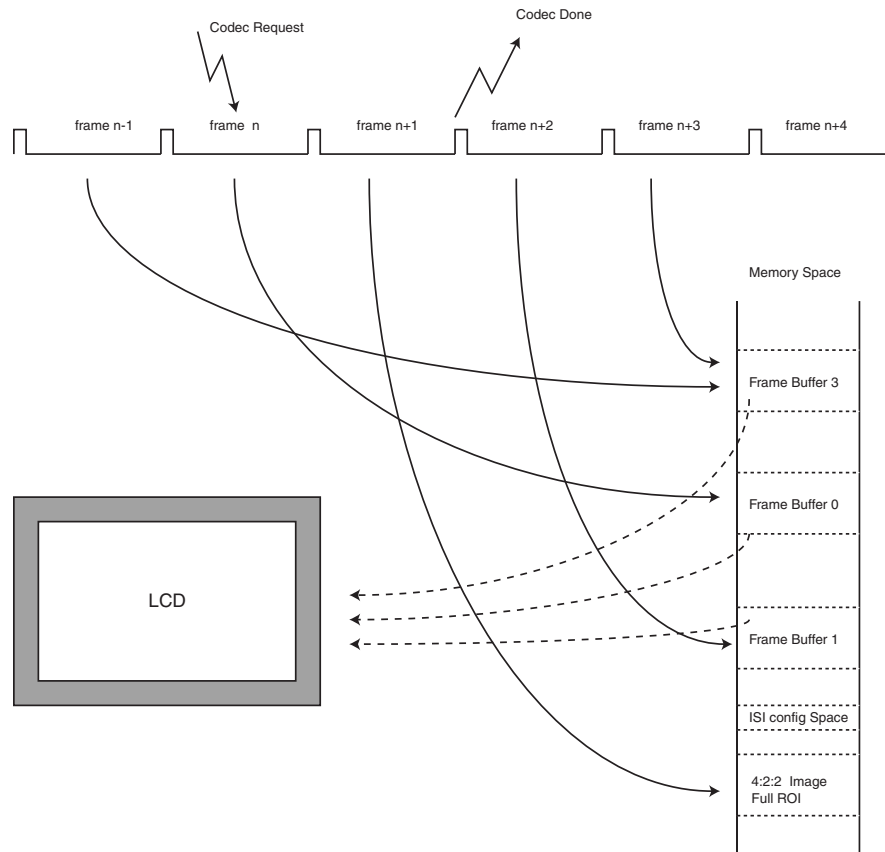 Codec Request
Codec Done
frame n-1
frame n
frame n+1
frame n+2
frame n+3
frame n+4
Memory Space
Frame Buffer 3
Frame Buffer 0
LCD
Frame Buffer 1
ISI config Space
4:2:2 Image
Full ROI